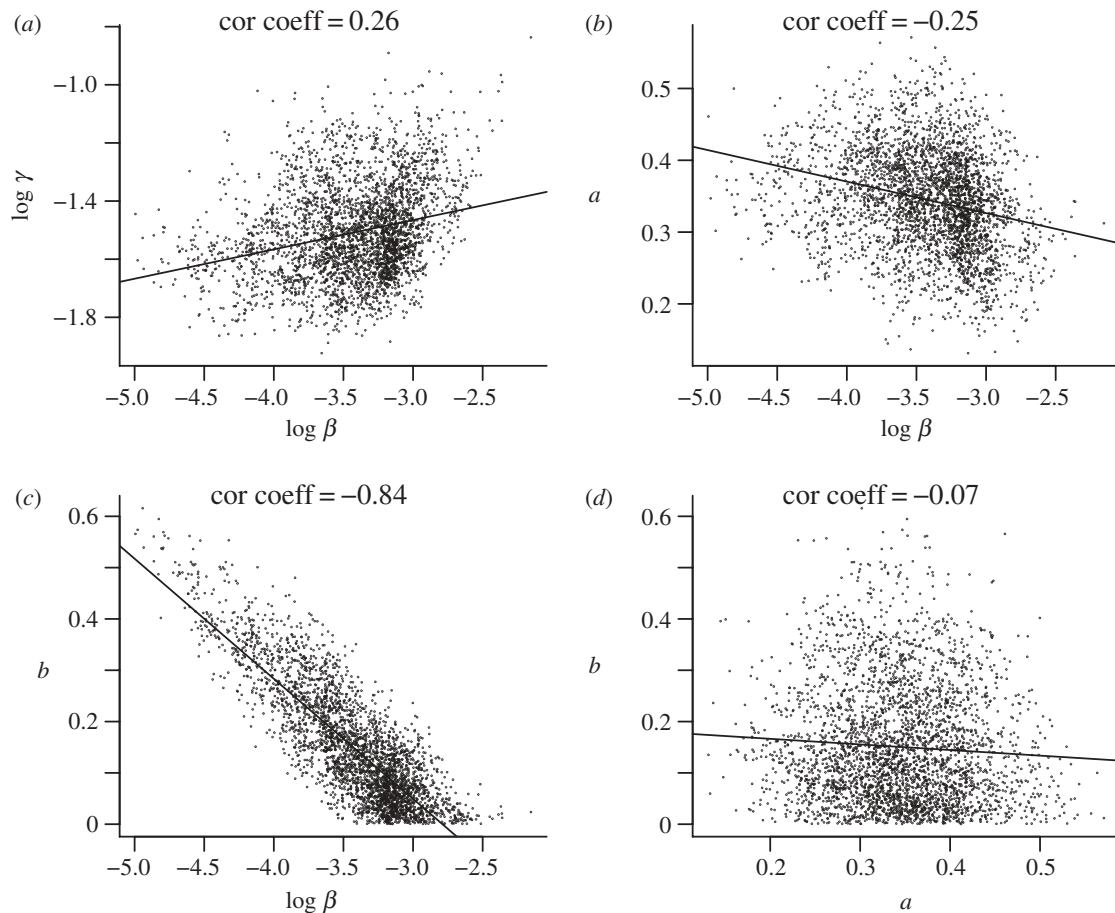 (a) cor coeff = 0.26
−1.0
−1.4
−1.8
log γ
−5.0 −4.5 −4.0 −3.5 −3.0 −2.5
log β
(b) cor coeff = −0.25
0.5
0.4
0.3
0.2
a
−5.0 −4.5 −4.0 −3.5 −3.0 −2.5
log β
(c) cor coeff = −0.84
0.6
0.4
0.2
0
b
−5.0 −4.5 −4.0 −3.5 −3.0 −2.5
log β
(d) cor coeff = −0.07
0.6
0.4
0.2
0
b
0.2 0.3 0.4 0.5
a